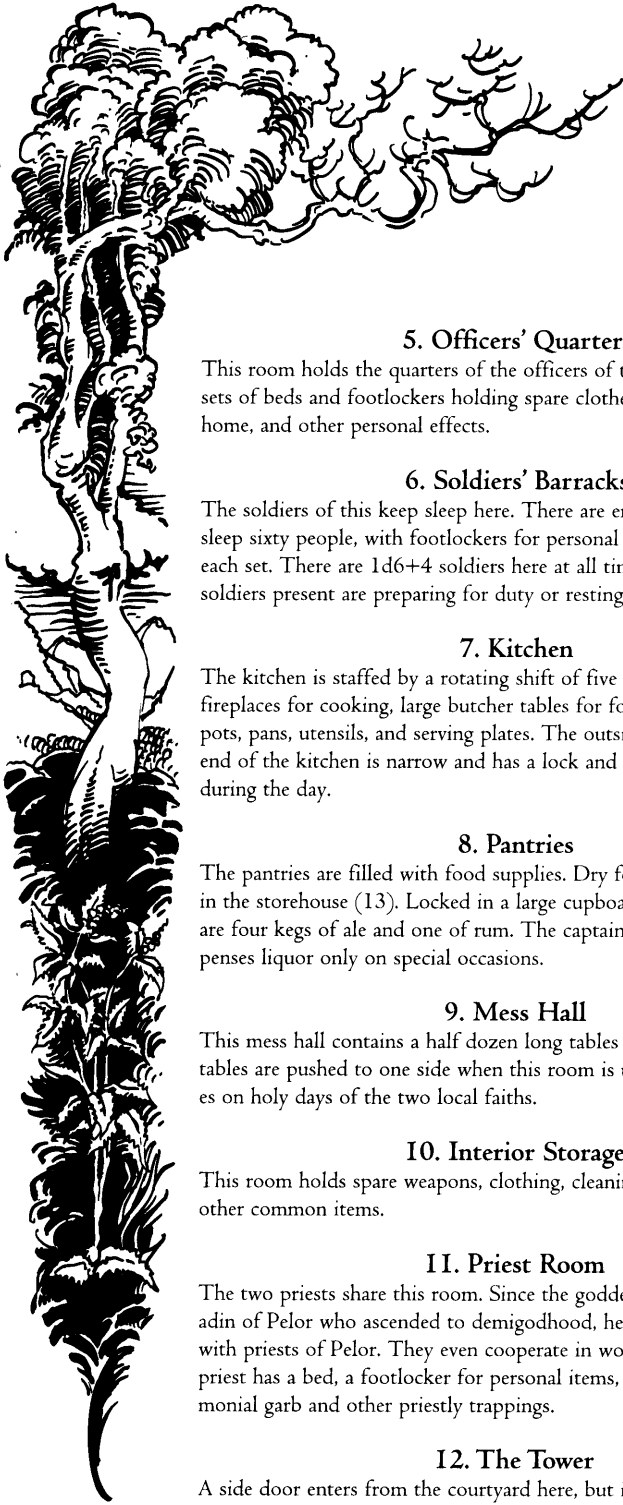 5. Officers' Quarter
This room holds the quarters of the officers of
sets of beds and footlockers holding spare clothe
home, and other personal effects.
6. Soldiers' Barracks
The soldiers of this keep sleep here. There are en
sleep sixty people, with footlockers for personal
each set. There are 1d6+4 soldiers here at all tin
soldiers present are preparing for duty or resting
7. Kitchen
The kitchen is staffed by a rotating shift of five
fireplaces for cooking, large butcher tables for fo
pots, pans, utensils, and serving plates. The outsi
end of the kitchen is narrow and has a lock and
during the day.
8. Pantries
The pantries are filled with food supplies. Dry fo
in the storehouse (13). Locked in a large cupboa
are four kegs of ale and one of rum. The captain
penses liquor only on special occasions.
9. Mess Hall
This mess hall contains a half dozen long tables
tables are pushed to one side when this room is
es on holy days of the two local faiths.
10. Interior Storage
This room holds spare weapons, clothing, cleanin
other common items.
11. Priest Room
The two priests share this room. Since the godde
adin of Pelor who ascended to demigodhood, he
with priests of Pelor. They even cooperate in wo
priest has a bed, a footlocker for personal items,
monial garb and other priestly trappings.
12. The Tower
A side door enters from the courtyard here, but i